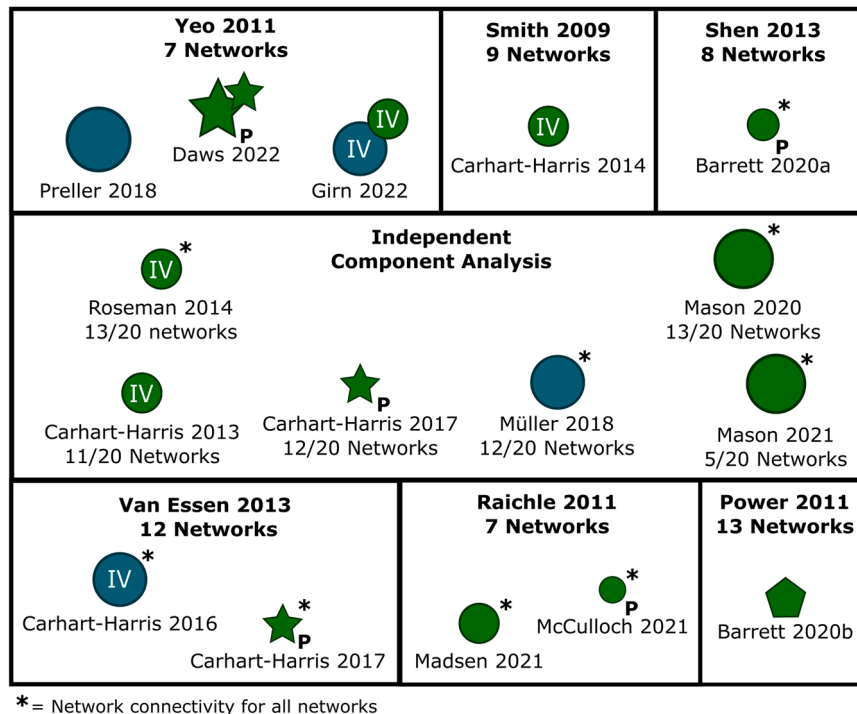 Yeo 2011
7 Networks
P
Daws 2022
Preller 2018
IV
IV
Girn 2022
Smith 2009
9 Networks
IV
Carhart-Harris 2014
Shen 2013
8 Networks
*
P
Barrett 2020a
Independent
Component Analysis
IV
*
Roseman 2014
13/20 networks
*
Mason 2020
13/20 Networks
IV
Carhart-Harris 2013
11/20 Networks
P
Carhart-Harris 2017
12/20 Networks
*
Müller 2018
12/20 Networks
*
Mason 2021
5/20 Networks
Van Essen 2013
12 Networks
IV
*
Carhart-Harris 2016
*
P
Carhart-Harris 2017
Raichle 2011
7 Networks
*
Madsen 2021
*
P
McCulloch 2021
Power 2011
13 Networks
Barrett 2020b
*= Network connectivity for all networks